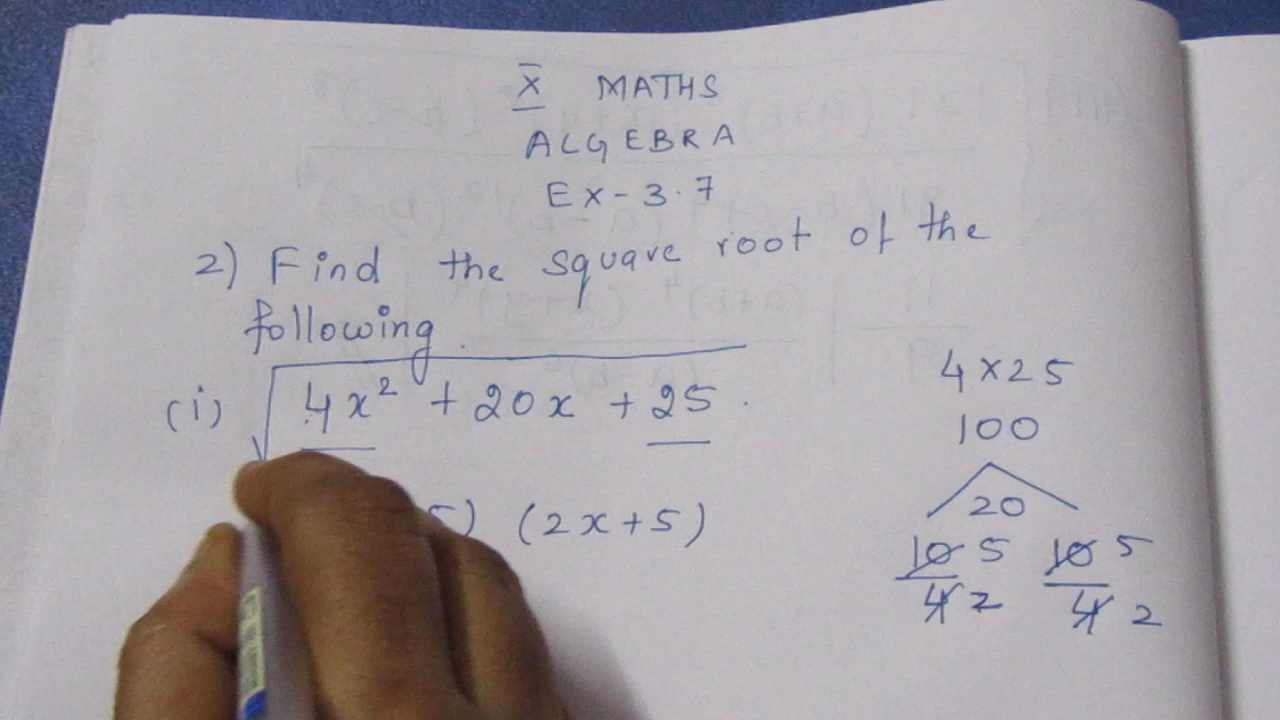 X MATHS
ALGEBRA
EX-3.7
2) Find the square root of the
following.
(i) √4x² + 20x + 25.
5) (2x+5)
4×25
100
20
10 5 10 5
4 2 4 2